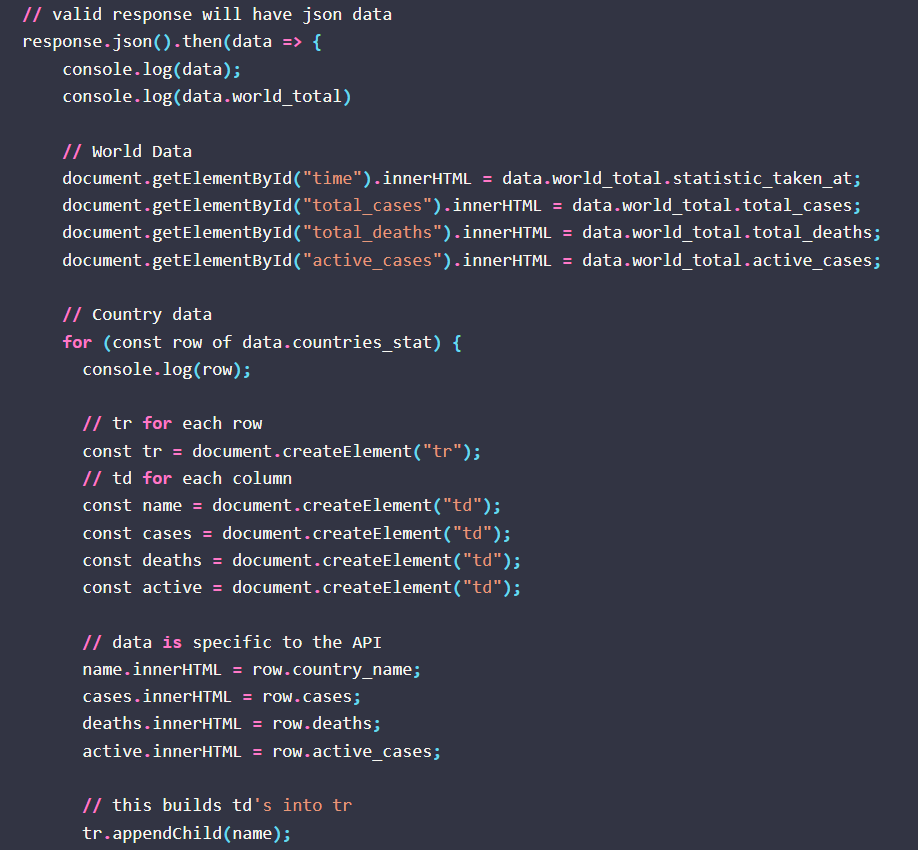 // valid response will have json data
response.json().then(data => {
    console.log(data);
    console.log(data.world_total)

    // World Data
    document.getElementById("time").innerHTML = data.world_total.statistic_taken_at;
    document.getElementById("total_cases").innerHTML = data.world_total.total_cases;
    document.getElementById("total_deaths").innerHTML = data.world_total.total_deaths;
    document.getElementById("active_cases").innerHTML = data.world_total.active_cases;

    // Country data
    for (const row of data.countries_stat) {
      console.log(row);

      // tr for each row
      const tr = document.createElement("tr");
      // td for each column
      const name = document.createElement("td");
      const cases = document.createElement("td");
      const deaths = document.createElement("td");
      const active = document.createElement("td");

      // data is specific to the API
      name.innerHTML = row.country_name;
      cases.innerHTML = row.cases;
      deaths.innerHTML = row.deaths;
      active.innerHTML = row.active_cases;

      // this builds td's into tr
      tr.appendChild(name);